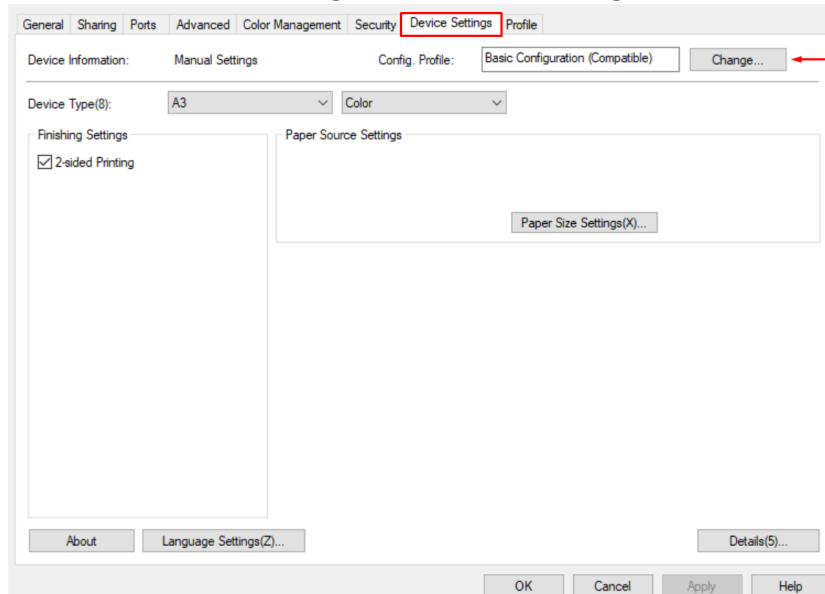 General Sharing Ports Advanced Color Management Security Device Settings Profile
Device Information: Manual Settings Config. Profile: Basic Configuration (Compatible) Change...
Device Type(8): A3 Color
Finishing Settings Paper Source Settings
2-sided Printing
Paper Size Settings(X)...
About Language Settings(Z)... Details(5)...
OK Cancel Apply Help